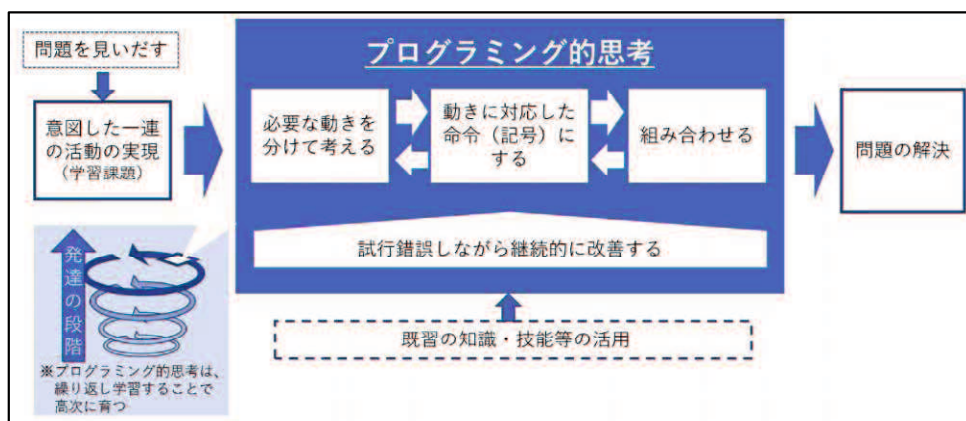 問題を見いだす
意図した一連
の活動の実現
(学習課題)
プログラミング的思考
必要な動きを
分けて考える
動きに対応した
命令(記号)に
する
組み合わせる
問題の解決
試行錯誤しながら継続的に改善する
既習の知識・技能等の活用
発達の段階
※プログラミング的思考は、
繰り返し学習することで
高次に育つ